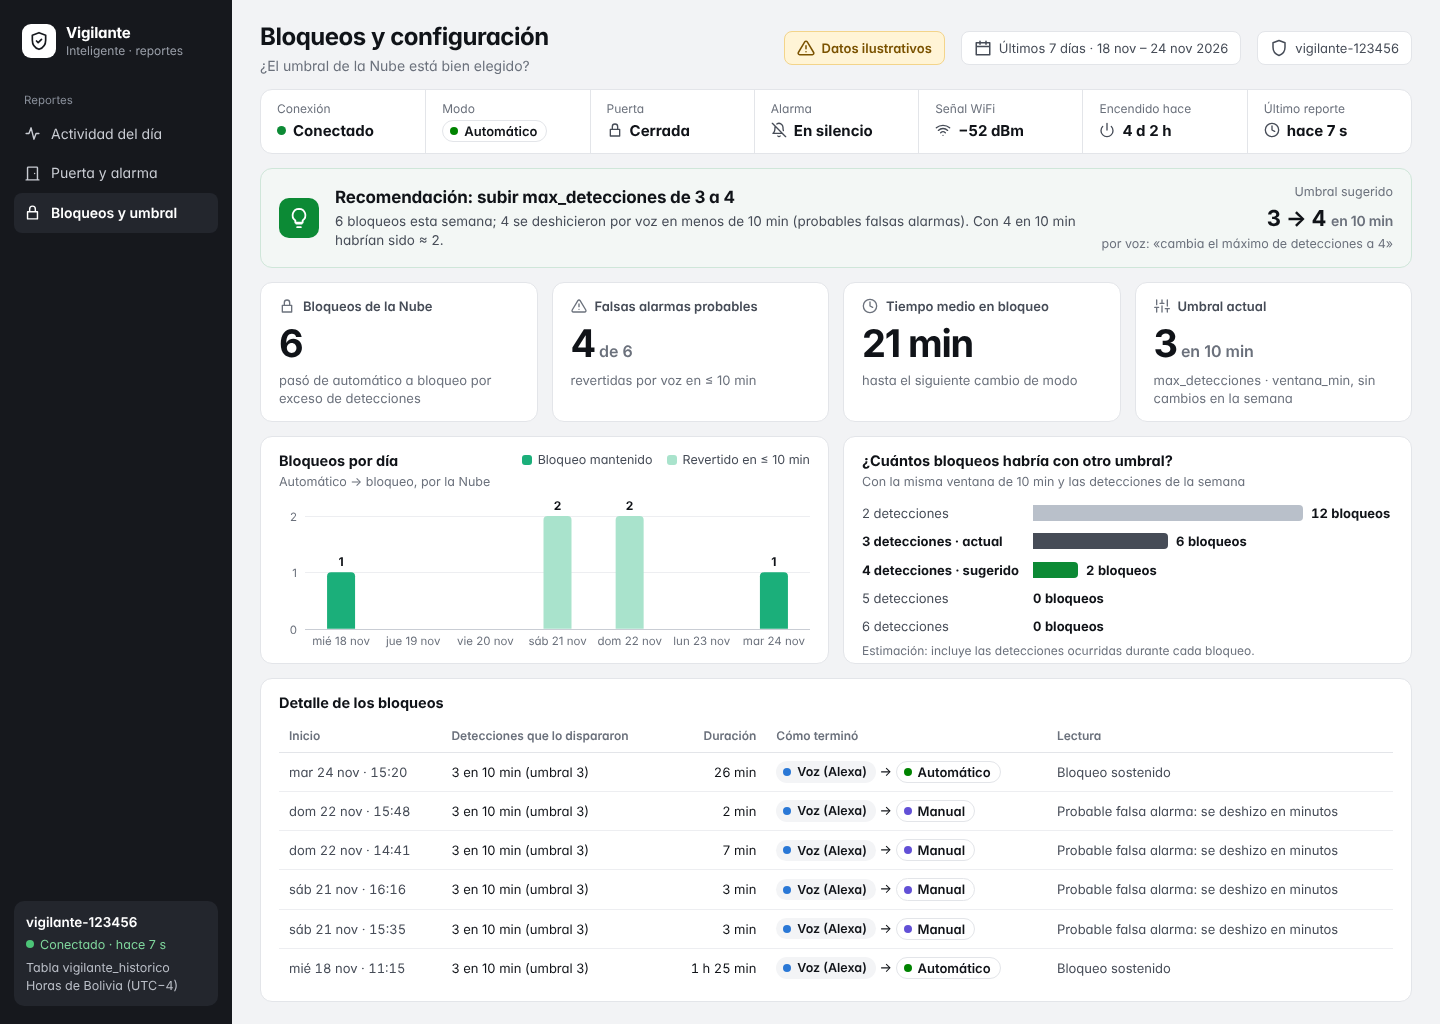 Vigilante
Inteligente · reportes
Reportes
Actividad del día
Puerta y alarma
Bloqueos y umbral
vigilante-123456
Conectado · hace 7 s
Tabla vigilante_historico
Horas de Bolivia (UTC−4)
Bloqueos y configuración
¿El umbral de la Nube está bien elegido?
Datos ilustrativos
Últimos 7 días · 18 nov – 24 nov 2026
vigilante-123456
Conexión
Conectado
Modo
Automático
Puerta
Cerrada
Alarma
En silencio
Señal WiFi
−52 dBm
Encendido hace
4 d 2 h
Último reporte
hace 7 s
Recomendación: subir max_detecciones de 3 a 4
6 bloqueos esta semana; 4 se deshicieron por voz en menos de 10 min (probables falsas alarmas). Con 4 en 10 min
habrían sido ≈ 2.
Umbral sugerido
3 → 4 en 10 min
por voz: «cambia el máximo de detecciones a 4»
Bloqueos de la Nube
6
pasó de automático a bloqueo por
exceso de detecciones
Falsas alarmas probables
4 de 6
revertidas por voz en ≤ 10 min
Tiempo medio en bloqueo
21 min
hasta el siguiente cambio de modo
Umbral actual
3 en 10 min
max_detecciones · ventana_min, sin
cambios en la semana
Bloqueos por día
Bloqueo mantenido
Revertido en ≤ 10 min
Automático → bloqueo, por la Nube
2
1
0
1
2
2
1
mié 18 nov
jue 19 nov
vie 20 nov
sáb 21 nov
dom 22 nov
lun 23 nov
mar 24 nov
¿Cuántos bloqueos habría con otro umbral?
Con la misma ventana de 10 min y las detecciones de la semana
2 detecciones 12 bloqueos
3 detecciones · actual 6 bloqueos
4 detecciones · sugerido 2 bloqueos
5 detecciones 0 bloqueos
6 detecciones 0 bloqueos
Estimación: incluye las detecciones ocurridas durante cada bloqueo.
Detalle de los bloqueos
Inicio Detecciones que lo dispararon Duración Cómo terminó Lectura
mar 24 nov · 15:20 3 en 10 min (umbral 3) 26 min Voz (Alexa) → Automático Bloqueo sostenido
dom 22 nov · 15:48 3 en 10 min (umbral 3) 2 min Voz (Alexa) → Manual Probable falsa alarma: se deshizo en minutos
dom 22 nov · 14:41 3 en 10 min (umbral 3) 7 min Voz (Alexa) → Manual Probable falsa alarma: se deshizo en minutos
sáb 21 nov · 16:16 3 en 10 min (umbral 3) 3 min Voz (Alexa) → Manual Probable falsa alarma: se deshizo en minutos
sáb 21 nov · 15:35 3 en 10 min (umbral 3) 3 min Voz (Alexa) → Manual Probable falsa alarma: se deshizo en minutos
mié 18 nov · 11:15 3 en 10 min (umbral 3) 1 h 25 min Voz (Alexa) → Automático Bloqueo sostenido